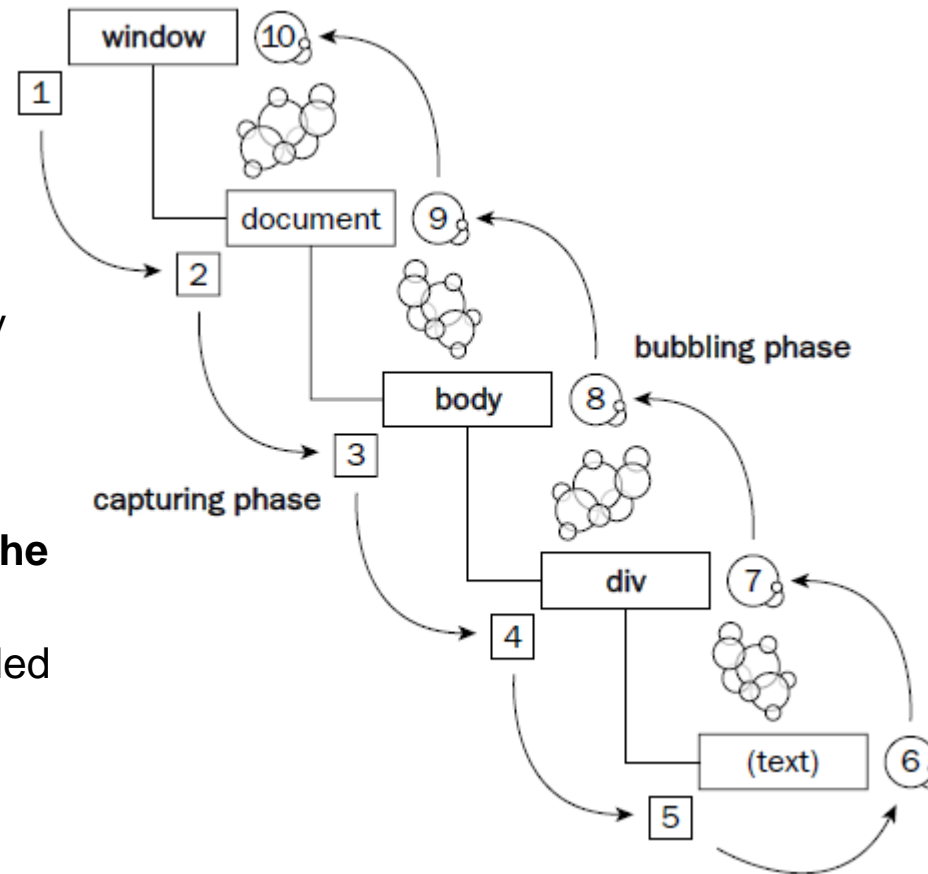 window
10
1
document
9
2
y
bubbling phase
body
8
3
capturing phase
he
div
7
4
led
(text)
6
5